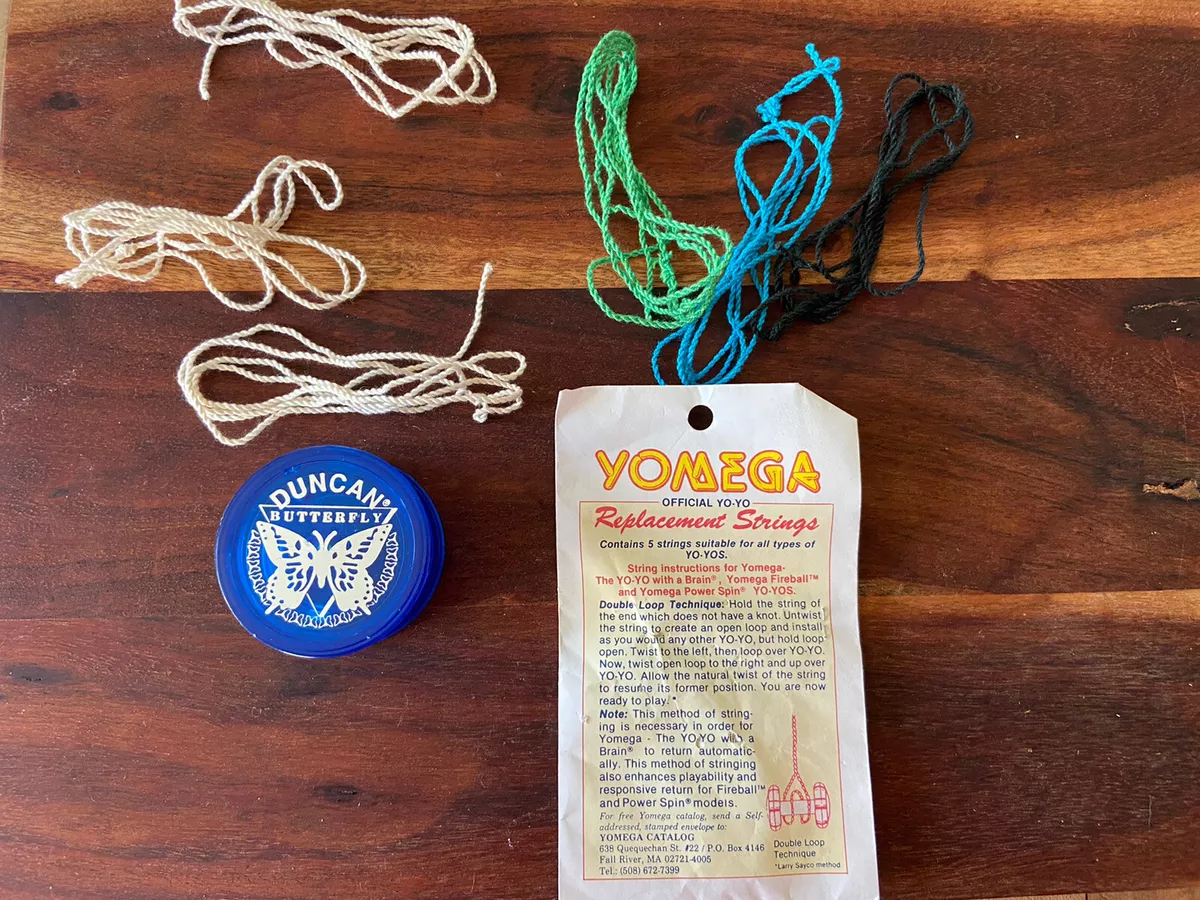 DUNCAN®
BUTTERFLY
YOMEGA
OFFICIAL YO-YO
Replacement Strings
Contains 5 strings suitable for all types of
YO-YOS.
String instructions for Yomega-
The YO-YO with a Brain®, Yomega Fireball™
and Yomega Power Spin® YO-YOS.
Double Loop Technique: Hold the string of
the end which does not have a knot. Untwist
the string to create an open loop and install
as you would any other YO-YO, but hold loop
open. Twist to the left, then loop over YO-YO.
Now, twist open loop to the right and up over
YO-YO. Allow the natural twist of the string
to resume its former position. You are now
ready to play.*
Note: This method of string-
ing is necessary in order for
Yomega - The YO-YO with a
Brain® to return automatic-
ally. This method of stringing
also enhances playability and
responsive return for Fireball™
and Power Spin® models.
For free Yomega catalog, send a Self-
addressed, stamped envelope to:
YOMEGA CATALOG
638 Quequechan St. #22 / P.O. Box 4146
Fall River, MA 02721-4005
Tel.: (508) 672-7399
Double Loop
Technique
*Larry Sayco method